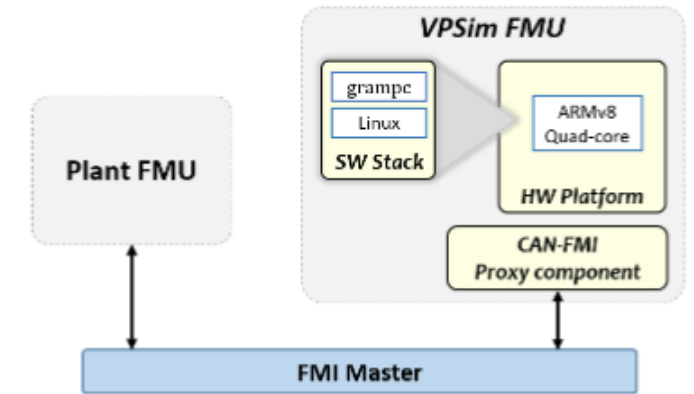 VPSim FMU
grampc
Linux
SW Stack
ARMv8
Quad-core
HW Platform
Plant FMU
CAN-FMI
Proxy component
FMI Master